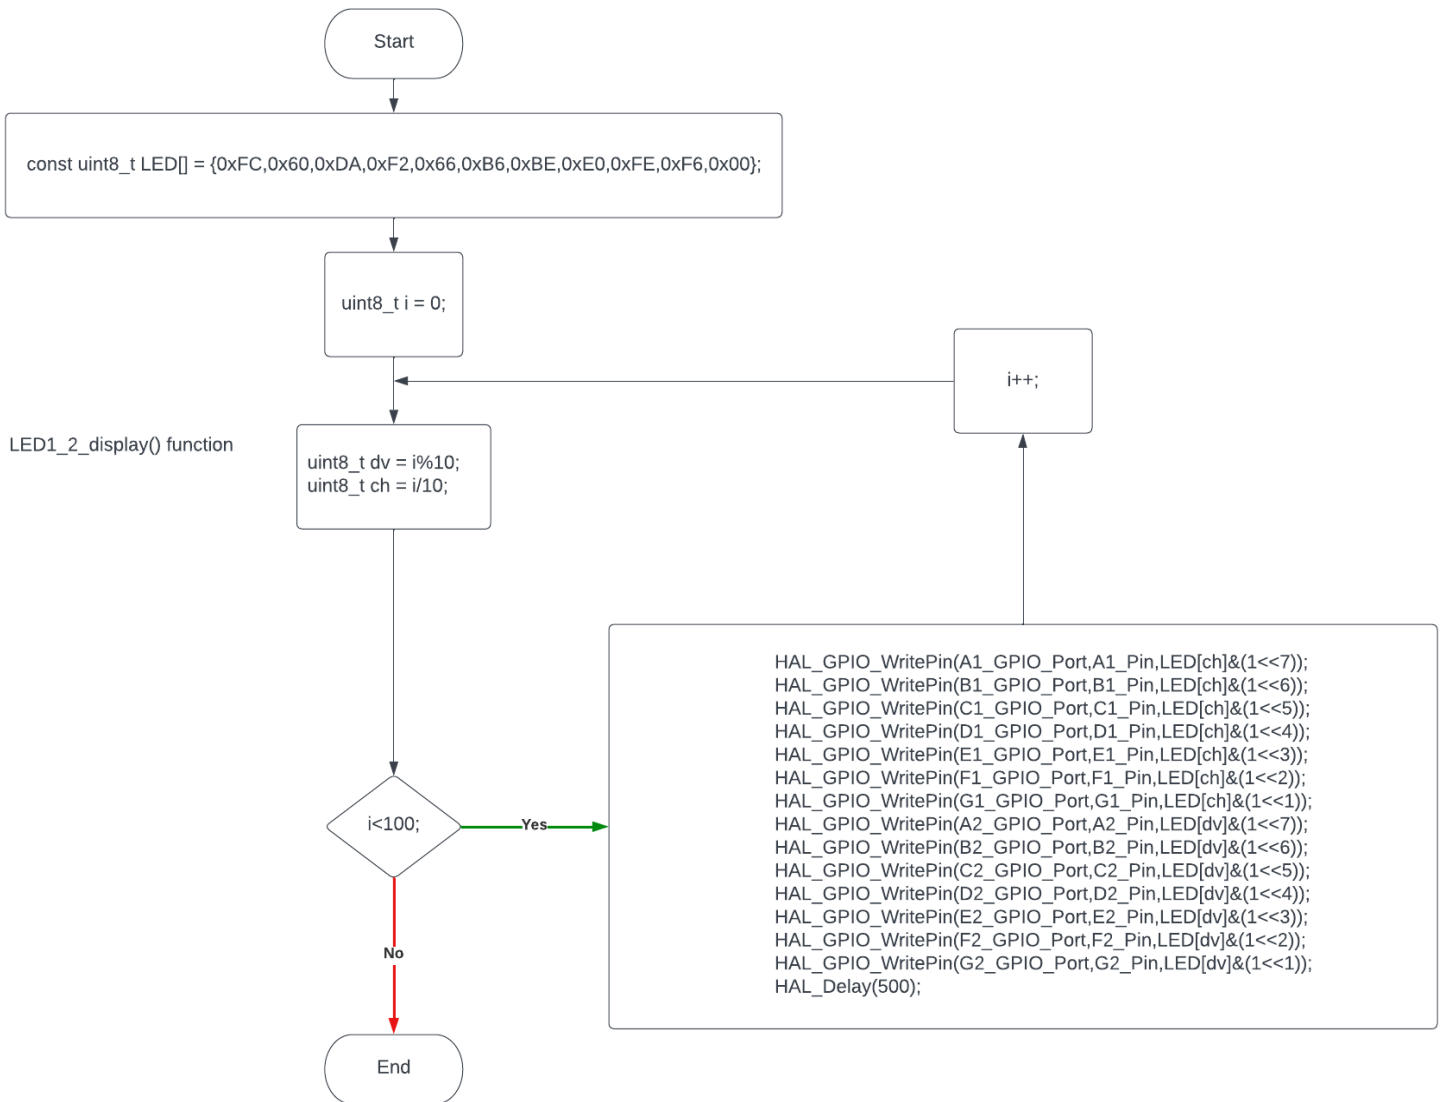 Start
const uint8_t LED[] = {0xFC,0x60,0xDA,0xF2,0x66,0xB6,0xBE,0xE0,0xFE,0xF6,0x00};
uint8_t i = 0;
i++;
LED1_2_display() function
uint8_t dv = i%10;
uint8_t ch = i/10;
HAL_GPIO_WritePin(A1_GPIO_Port,A1_Pin,LED[ch]&(1<<7));
HAL_GPIO_WritePin(B1_GPIO_Port,B1_Pin,LED[ch]&(1<<6));
HAL_GPIO_WritePin(C1_GPIO_Port,C1_Pin,LED[ch]&(1<<5));
HAL_GPIO_WritePin(D1_GPIO_Port,D1_Pin,LED[ch]&(1<<4));
HAL_GPIO_WritePin(E1_GPIO_Port,E1_Pin,LED[ch]&(1<<3));
HAL_GPIO_WritePin(F1_GPIO_Port,F1_Pin,LED[ch]&(1<<2));
HAL_GPIO_WritePin(G1_GPIO_Port,G1_Pin,LED[ch]&(1<<1));
HAL_GPIO_WritePin(A2_GPIO_Port,A2_Pin,LED[dv]&(1<<7));
HAL_GPIO_WritePin(B2_GPIO_Port,B2_Pin,LED[dv]&(1<<6));
HAL_GPIO_WritePin(C2_GPIO_Port,C2_Pin,LED[dv]&(1<<5));
HAL_GPIO_WritePin(D2_GPIO_Port,D2_Pin,LED[dv]&(1<<4));
HAL_GPIO_WritePin(E2_GPIO_Port,E2_Pin,LED[dv]&(1<<3));
HAL_GPIO_WritePin(F2_GPIO_Port,F2_Pin,LED[dv]&(1<<2));
HAL_GPIO_WritePin(G2_GPIO_Port,G2_Pin,LED[dv]&(1<<1));
HAL_Delay(500);
i<100;
Yes
No
End